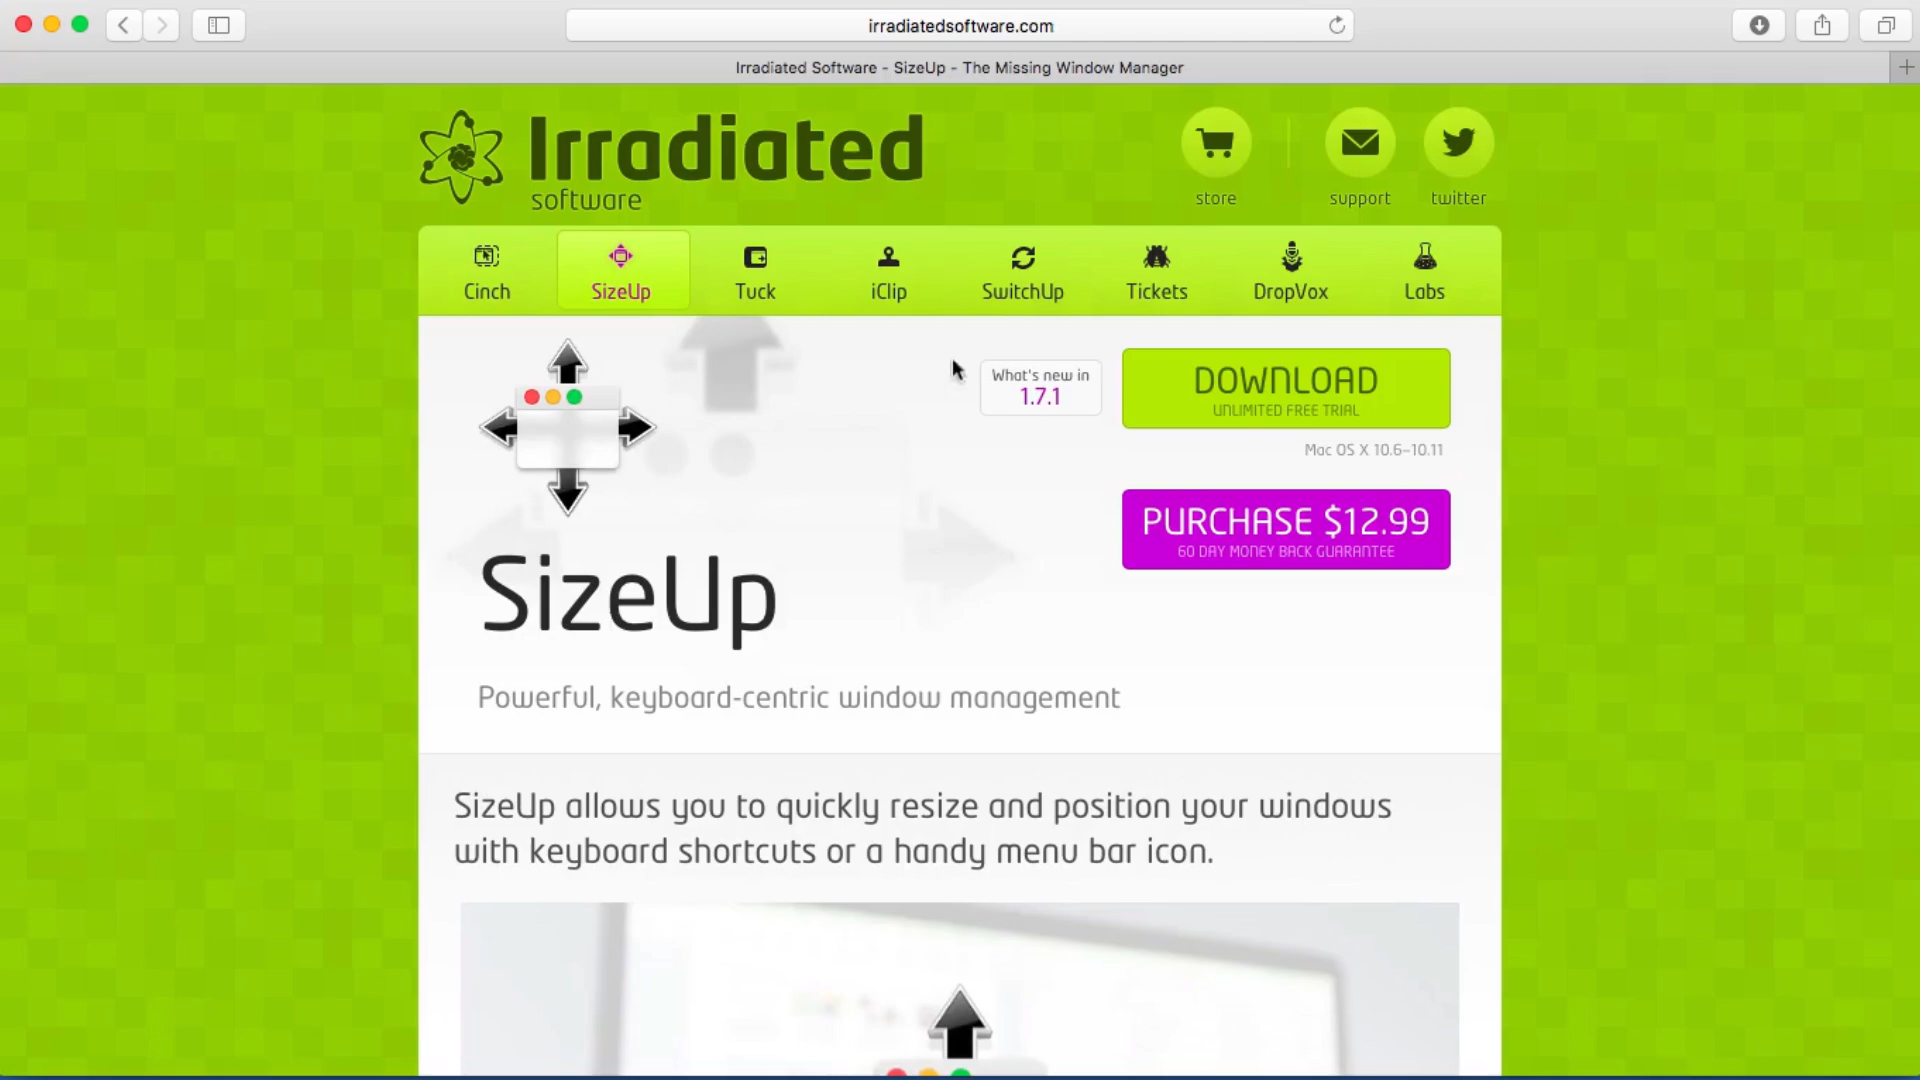 irradiatedsoftware.com
Irradiated Software - SizeUp - The Missing Window Manager
Irradiated
software
store
support
twitter
Cinch
SizeUp
Tuck
iClip
SwitchUp
Tickets
DropVox
Labs
What's new in
1.7.1
DOWNLOAD
UNLIMITED FREE TRIAL
Mac OS X 10.6–10.11
PURCHASE $12.99
60 DAY MONEY BACK GUARANTEE
SizeUp
Powerful, keyboard-centric window management
SizeUp allows you to quickly resize and position your windows
with keyboard shortcuts or a handy menu bar icon.